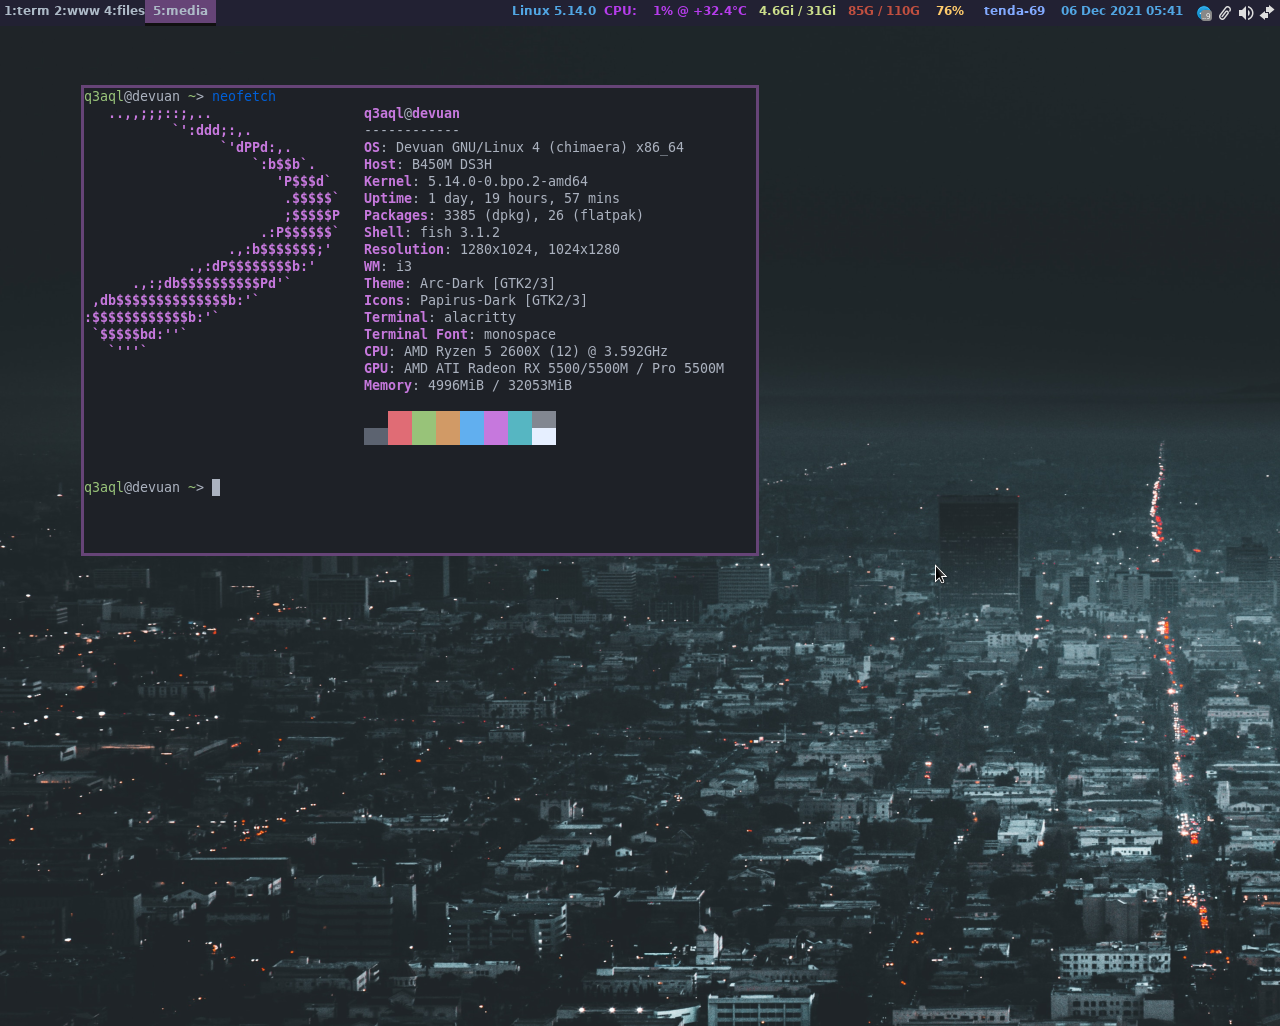 1:term 2:www 4:files 5:media Linux 5.14.0 CPU: 1% @ +32.4°C 4.6Gi / 31Gi 85G / 110G 76% tenda-69 06 Dec 2021 05:41
q3aql@devuan ~> neofetch
..,,;;;::;,.. q3aql@devuan
`':ddd;:,. ------------
`'dPPd:,. OS: Devuan GNU/Linux 4 (chimaera) x86_64
`:b$$b`. Host: B450M DS3H
'P$$$d` Kernel: 5.14.0-0.bpo.2-amd64
.$$$$$` Uptime: 1 day, 19 hours, 57 mins
;$$$$$P Packages: 3385 (dpkg), 26 (flatpak)
.:P$$$$$$` Shell: fish 3.1.2
.,:b$$$$$$$;' Resolution: 1280x1024, 1024x1280
.,:dP$$$$$$$$b:' WM: i3
.,:;db$$$$$$$$$$Pd'` Theme: Arc-Dark [GTK2/3]
,db$$$$$$$$$$$$$$b:'` Icons: Papirus-Dark [GTK2/3]
:$$$$$$$$$$$$b:'` Terminal: alacritty
`$$$$$bd:''` Terminal Font: monospace
`'''` CPU: AMD Ryzen 5 2600X (12) @ 3.592GHz
GPU: AMD ATI Radeon RX 5500/5500M / Pro 5500M
Memory: 4996MiB / 32053MiB
q3aql@devuan ~>